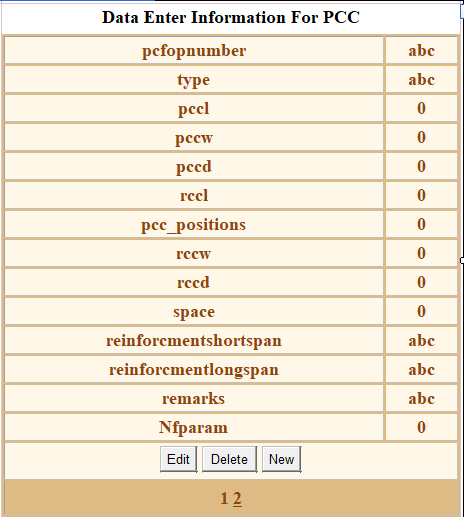 Data Enter Information For PCC
pcfopnumber abc
type abc
pccl 0
pccw 0
pccd 0
rccl 0
pcc_positions 0
rccw 0
rccd 0
space 0
reinforcmentshortspan abc
reinforcmentlongspan abc
remarks abc
Nfparam 0
Edit Delete New
1 2